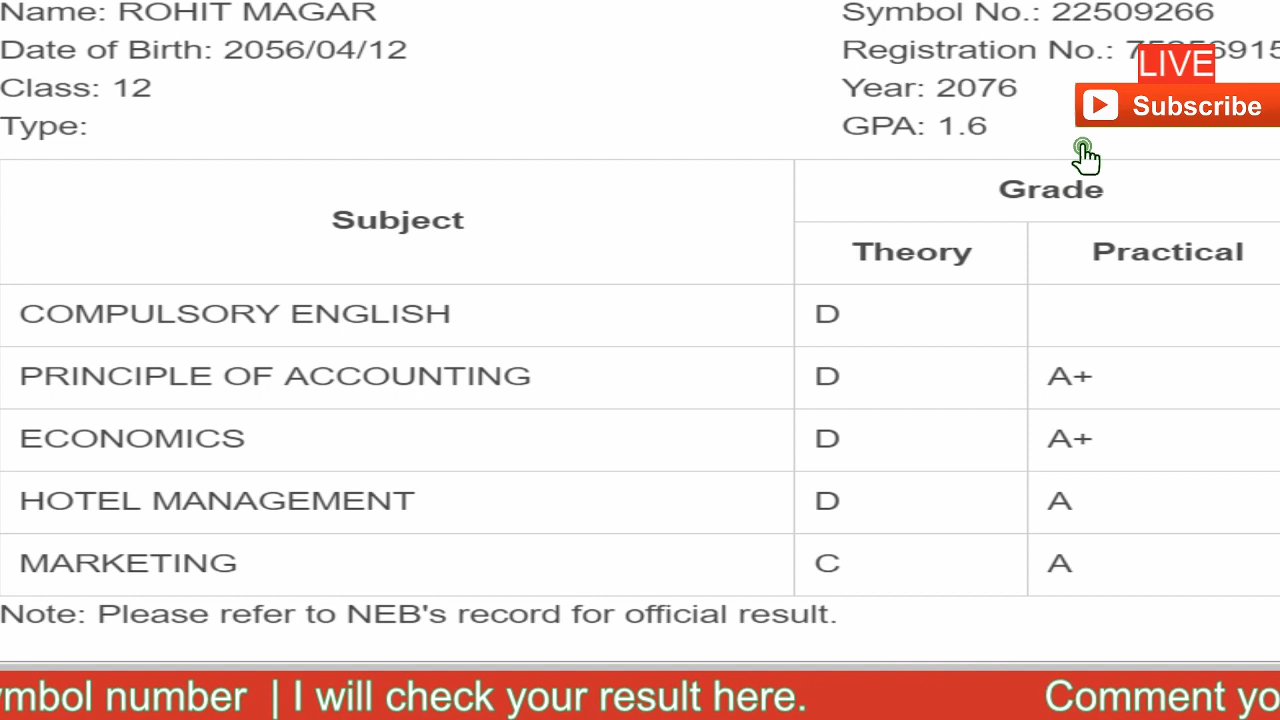 Name: ROHIT MAGAR
Symbol No.: 22509266
Date of Birth: 2056/04/12
Registration No.:
LIVE
Class: 12
Year: 2076
Subscribe
Type:
GPA: 1.6
Subject
Grade
Theory
Practical
COMPULSORY ENGLISH D
PRINCIPLE OF ACCOUNTING D A+
ECONOMICS D A+
HOTEL MANAGEMENT D A
MARKETING C A
Note: Please refer to NEB's record for official result.
number | I will check your result here. Comment